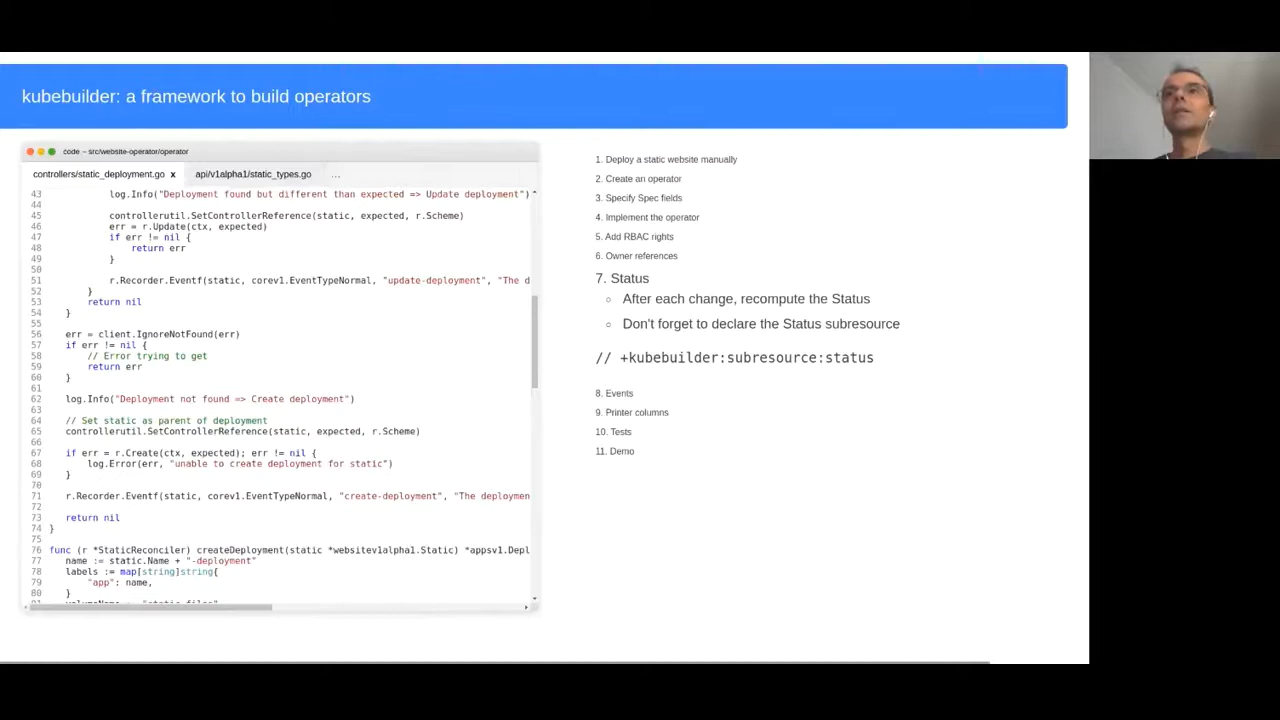 kubebuilder: a framework to build operators
code – src/website-operator/operator
controllers/static_deployment.go x api/v1alpha1/static_types.go ...
43 log.Info("Deployment found but different than expected => Update deployment")
44
45 controllerutil.SetControllerReference(static, expected, r.Scheme)
46 err = r.Update(ctx, expected)
47 if err != nil {
48 return err
49 }
50
51 r.Recorder.Eventf(static, corev1.EventTypeNormal, "update-deployment", "The d
52 }
53 return nil
54 }
55
56 err = client.IgnoreNotFound(err)
57 if err != nil {
58 // Error trying to get
59 return err
60 }
61
62 log.Info("Deployment not found => Create deployment")
63
64 // Set static as parent of deployment
65 controllerutil.SetControllerReference(static, expected, r.Scheme)
66
67 if err = r.Create(ctx, expected); err != nil {
68 log.Error(err, "unable to create deployment for static")
69 }
70
71 r.Recorder.Eventf(static, corev1.EventTypeNormal, "create-deployment", "The deploymen
72
73 return nil
74 }
75
76 func (r *StaticReconciler) createDeployment(static *websitev1alpha1.Static) *appsv1.Depl
77 name := static.Name + "-deployment"
78 labels := map[string]string{
79 "app": name,
80 }
1. Deploy a static website manually
2. Create an operator
3. Specify Spec fields
4. Implement the operator
5. Add RBAC rights
6. Owner references
7. Status
○ After each change, recompute the Status
○ Don't forget to declare the Status subresource
// +kubebuilder:subresource:status
8. Events
9. Printer columns
10. Tests
11. Demo